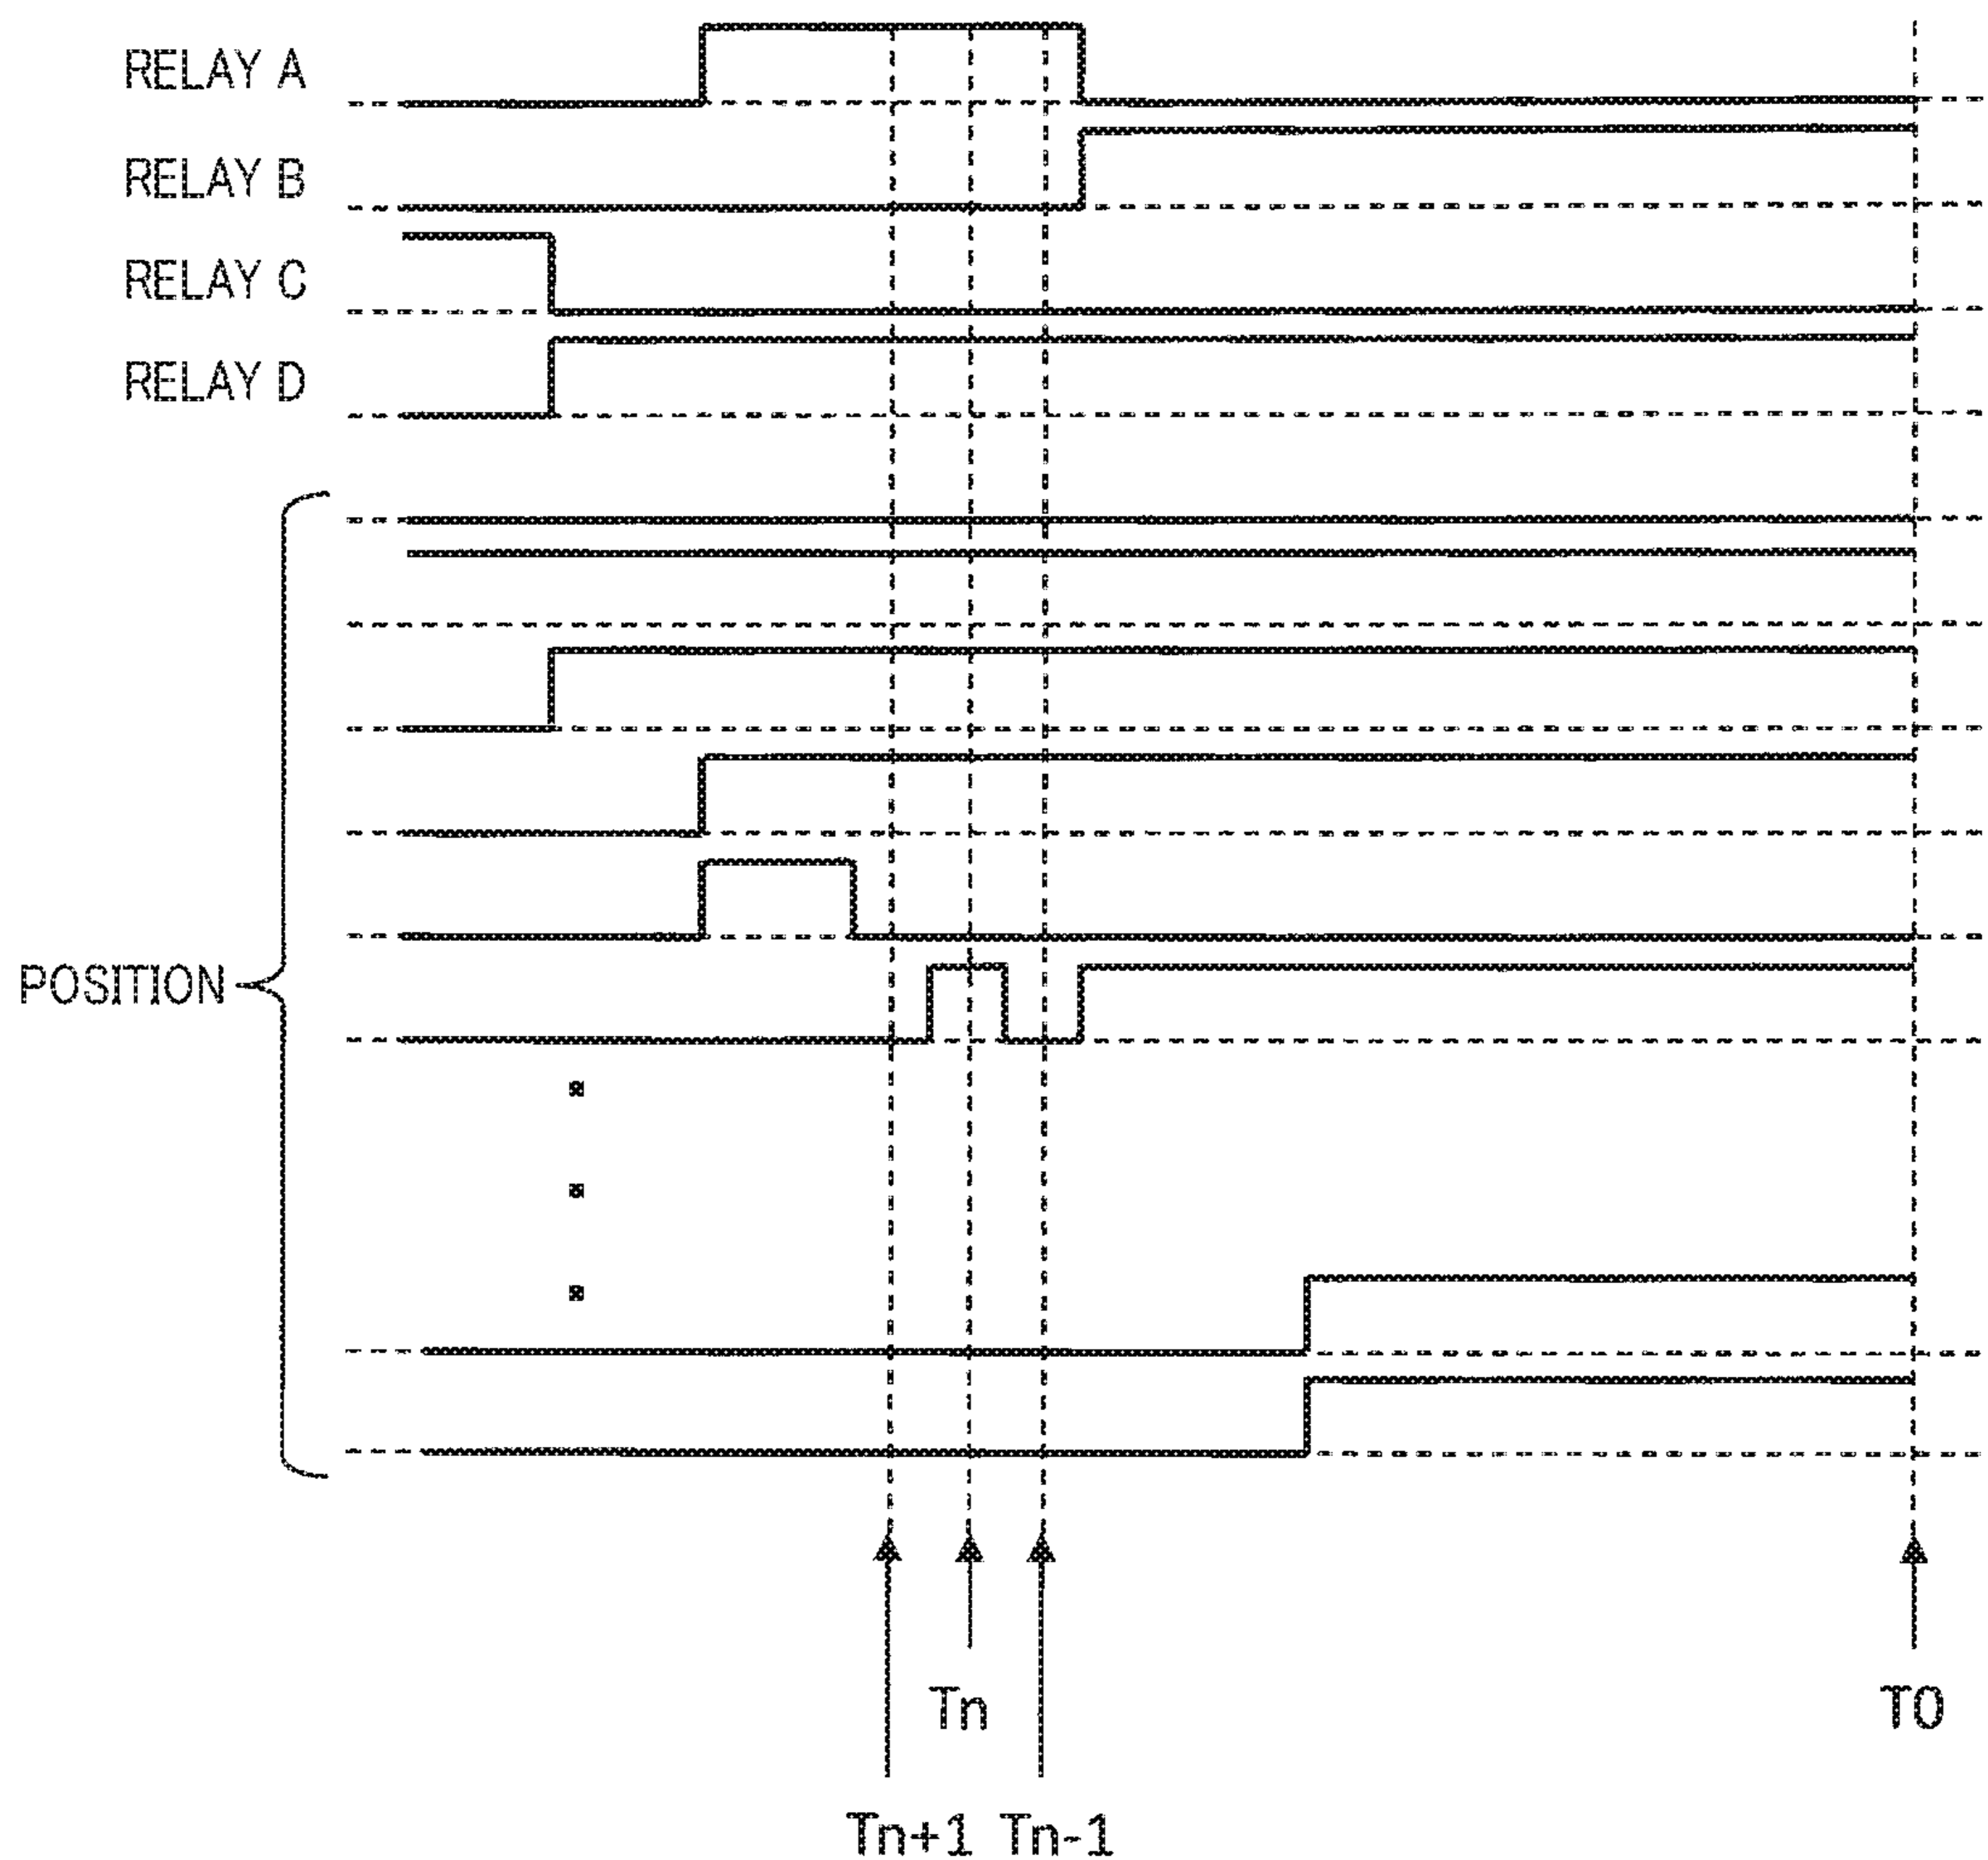 RELAY A
RELAY B
RELAY C
RELAY D
POSITION
Tn
T0
Tn+1
Tn-1